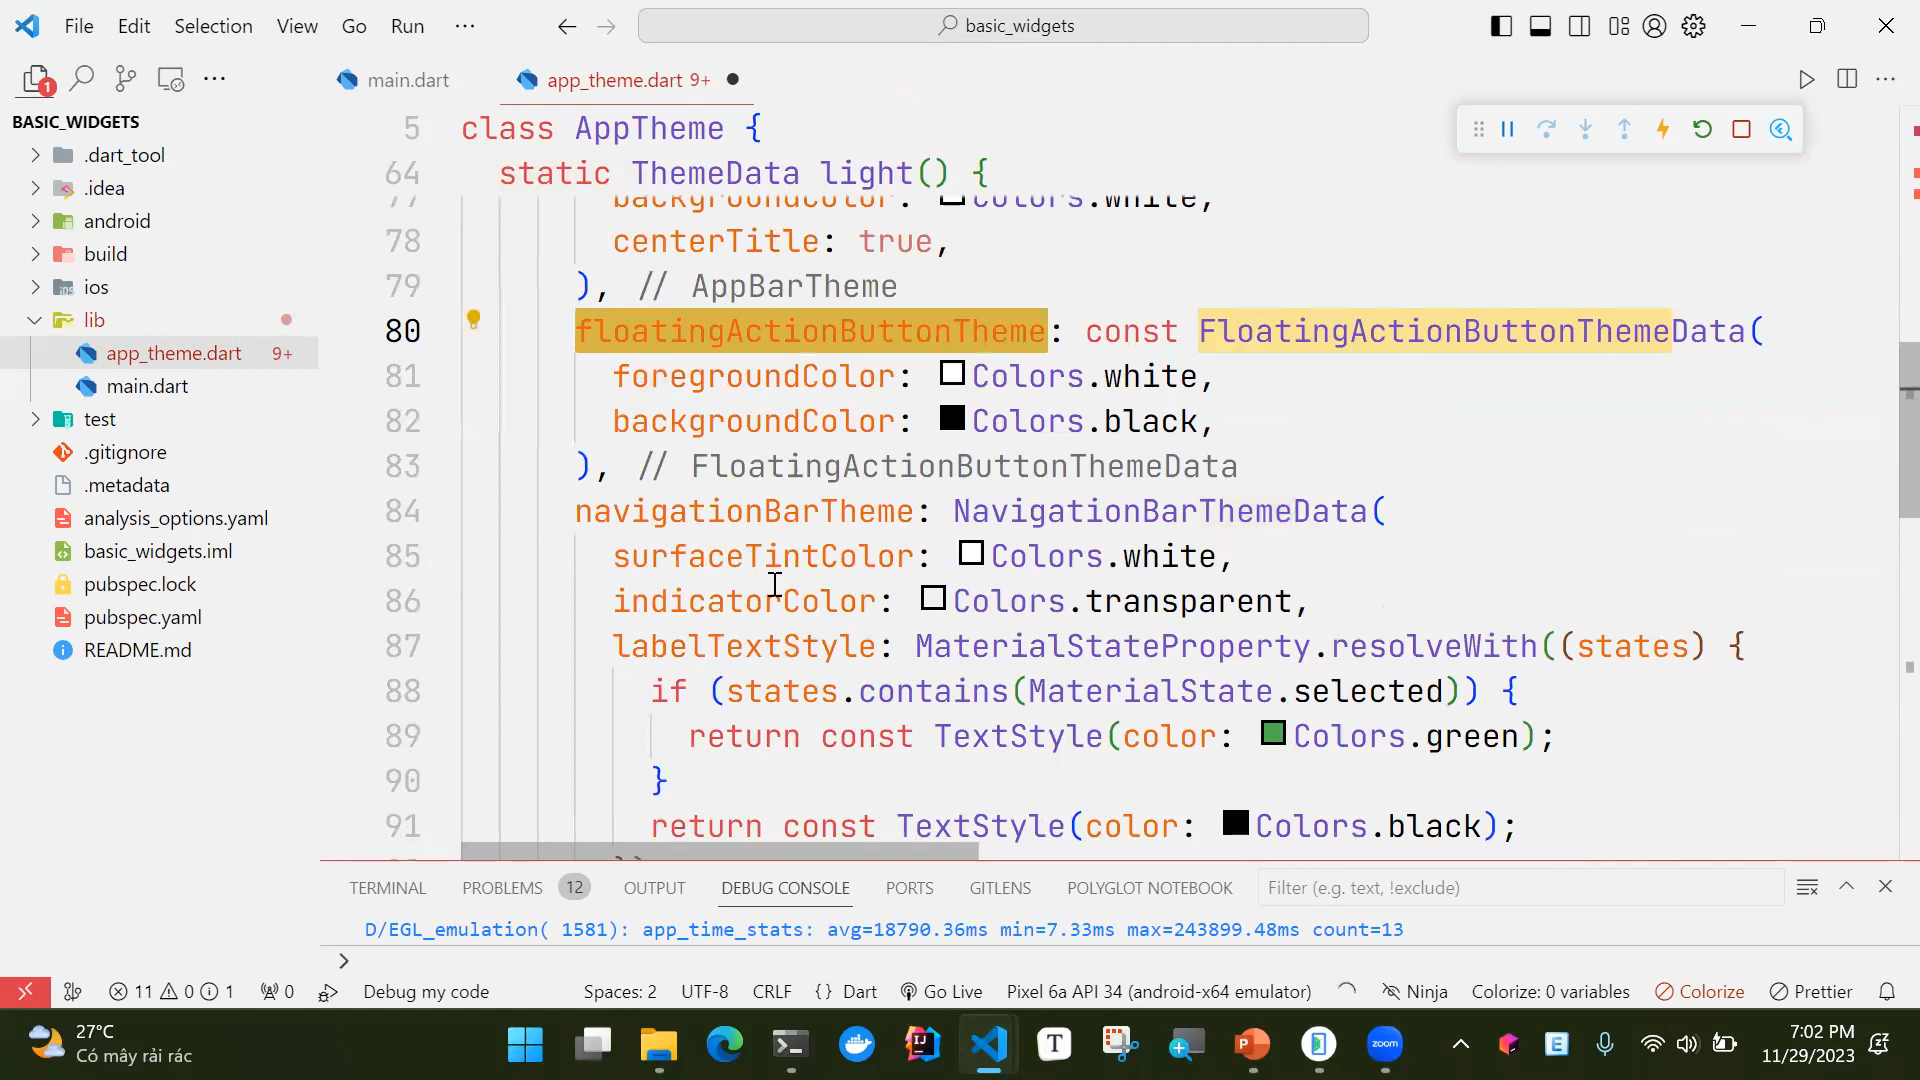 File Edit Selection View Go Run ··· basic_widgets
BASIC_WIDGETS
.dart_tool
.idea
android
build
ios
lib
app_theme.dart 9+
main.dart
test
.gitignore
.metadata
analysis_options.yaml
basic_widgets.iml
pubspec.lock
pubspec.yaml
README.md
main.dart app_theme.dart 9+
5 class AppTheme {
64 static ThemeData light() {
77 backgroundColor: Colors.white,
78 centerTitle: true,
79 ), // AppBarTheme
80 floatingActionButtonTheme: const FloatingActionButtonThemeData(
81 foregroundColor: Colors.white,
82 backgroundColor: Colors.black,
83 ), // FloatingActionButtonThemeData
84 navigationBarTheme: NavigationBarThemeData(
85 surfaceTintColor: Colors.white,
86 indicatorColor: Colors.transparent,
87 labelTextStyle: MaterialStateProperty.resolveWith((states) {
88 if (states.contains(MaterialState.selected)) {
89 return const TextStyle(color: Colors.green);
90 }
91 return const TextStyle(color: Colors.black);
TERMINAL PROBLEMS 12 OUTPUT DEBUG CONSOLE PORTS GITLENS POLYGLOT NOTEBOOK Filter (e.g. text, !exclude)
D/EGL_emulation( 1581): app_time_stats: avg=18790.36ms min=7.33ms max=243899.48ms count=13
>
11 0 1 0 Debug my code Spaces: 2 UTF-8 CRLF {} Dart Go Live Pixel 6a API 34 (android-x64 emulator) Ninja Colorize: 0 variables Colorize Prettier
27°C
Có mây rải rác
7:02 PM
11/29/2023